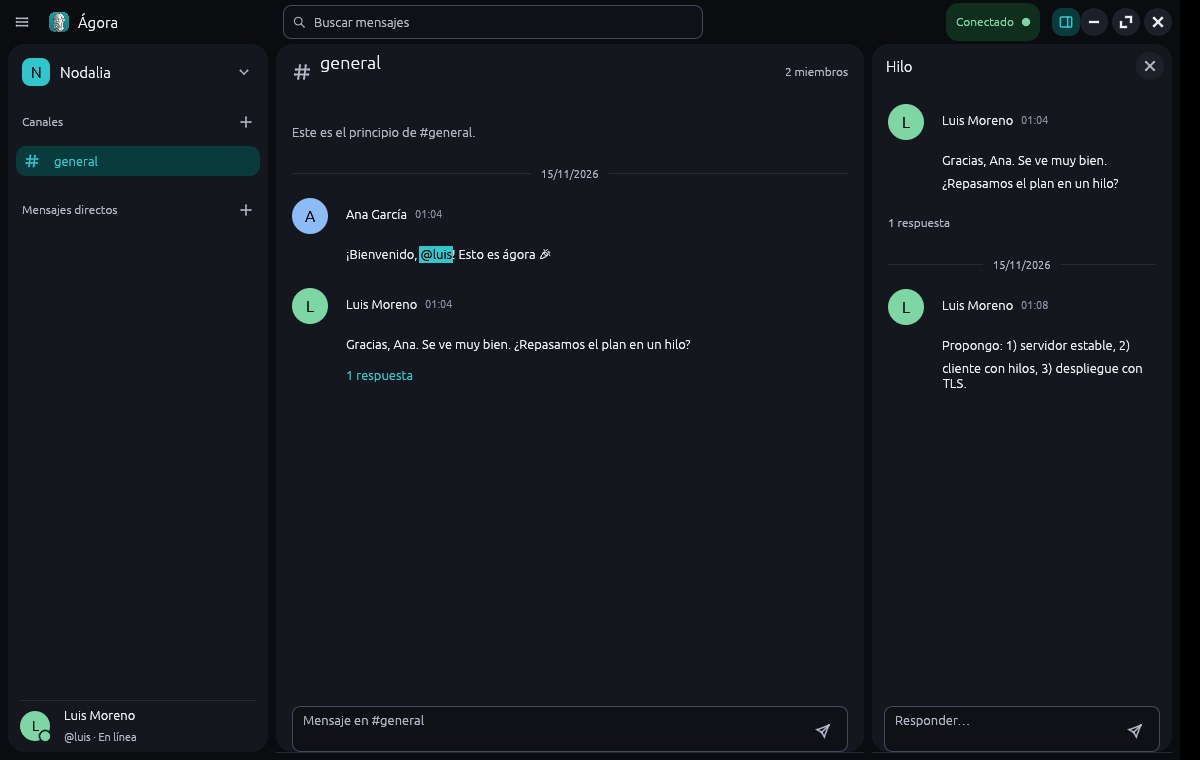 Ágora
Buscar mensajes
Conectado
N Nodalia
Canales
# general
Mensajes directos
L Luis Moreno
@luis · En línea
# general
2 miembros
Este es el principio de #general.
15/11/2026
A Ana García 01:04
¡Bienvenido, @luis! Esto es ágora 🎉
L Luis Moreno 01:04
Gracias, Ana. Se ve muy bien. ¿Repasamos el plan en un hilo?
1 respuesta
Mensaje en #general
Hilo
L Luis Moreno 01:04
Gracias, Ana. Se ve muy bien.
¿Repasamos el plan en un hilo?
1 respuesta
15/11/2026
L Luis Moreno 01:08
Propongo: 1) servidor estable, 2)
cliente con hilos, 3) despliegue con
TLS.
Responder...